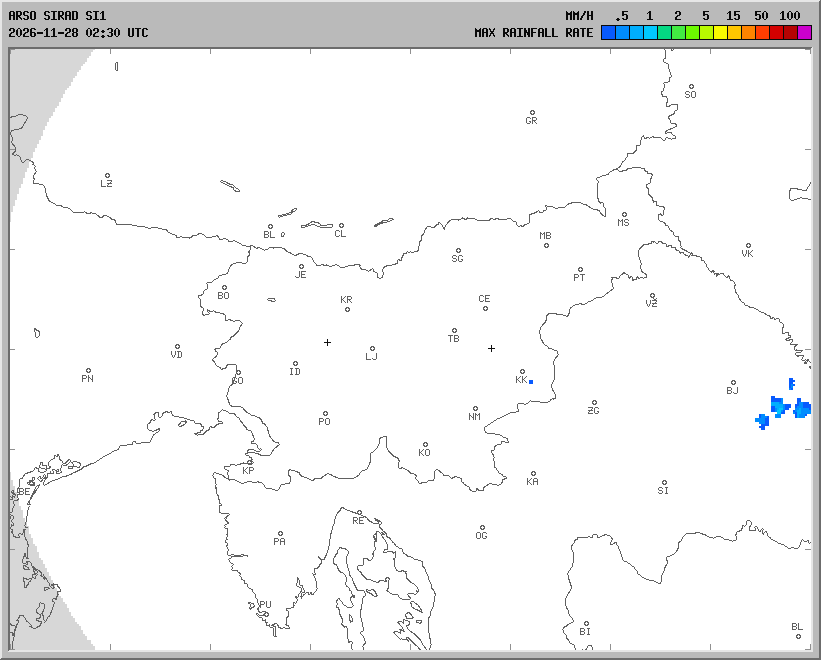 ARSO SIRAD SI1
2026-11-28 02:30 UTC
MM/H .5 1 2 5 15 50 100
MAX RAINFALL RATE
SO
GR
LZ
MS
BL
CL
MB
VK
SG
JE
PT
BO
KR
CE
VZ
TB
VD
LJ
ID
PN
GO
KK
BJ
ZG
NM
PO
KO
KP
KA
BE
SI
RE
OG
PA
PU
BI
BL